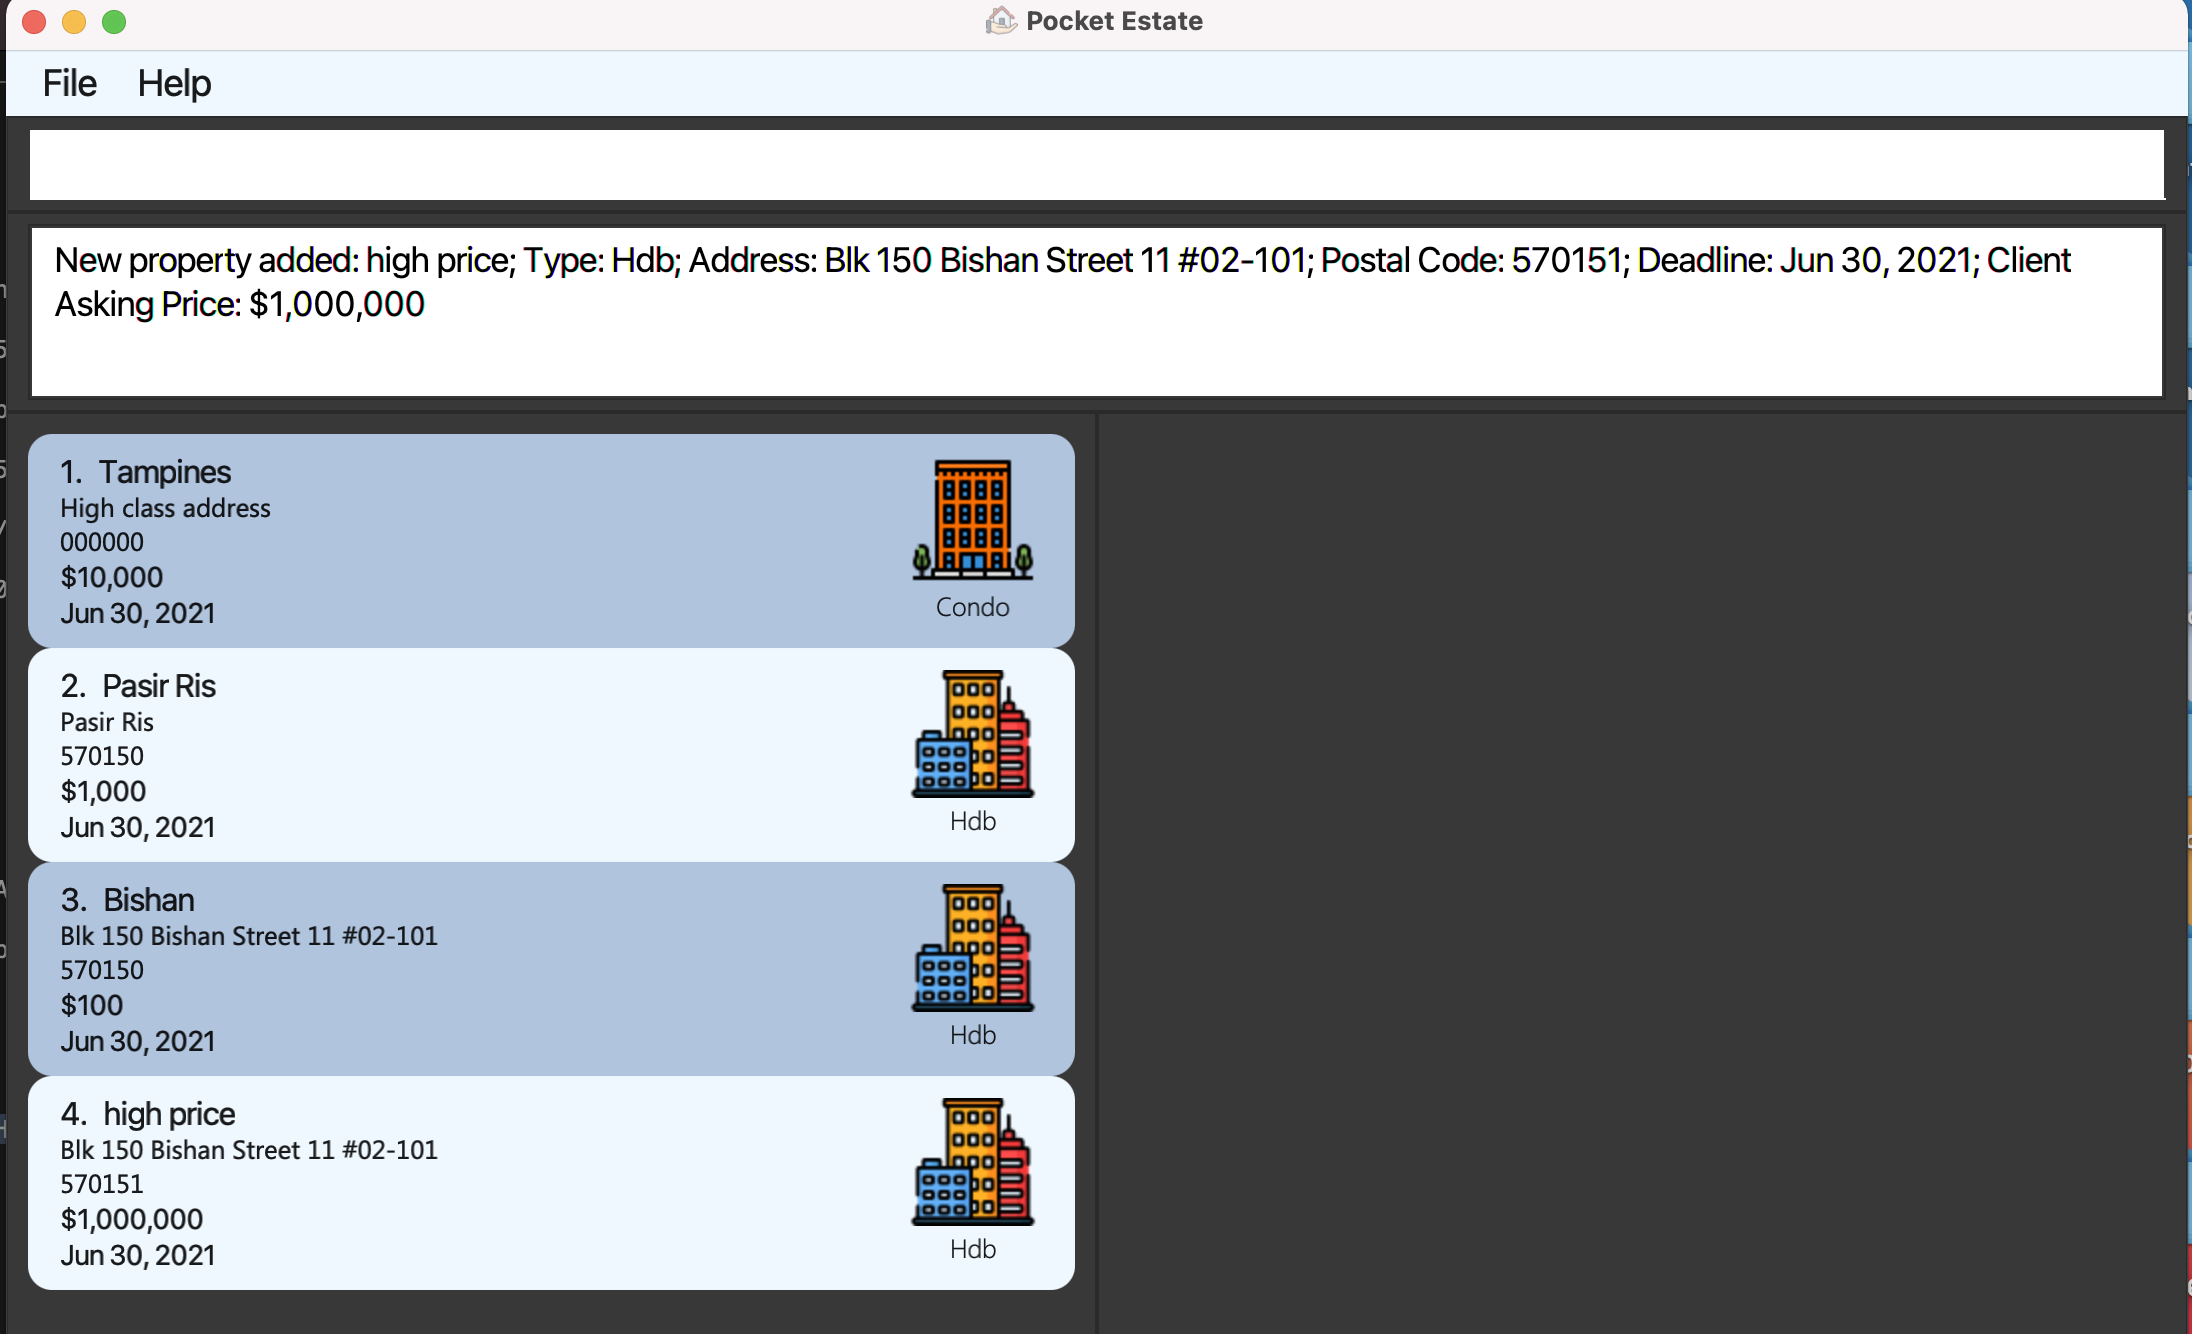 Pocket Estate
File Help
New property added: high price; Type: Hdb; Address: Blk 150 Bishan Street 11 #02-101; Postal Code: 570151; Deadline: Jun 30, 2021; Client
Asking Price: $1,000,000
1. Tampines
High class address
000000
$10,000
Jun 30, 2021
Condo
2. Pasir Ris
Pasir Ris
570150
$1,000
Jun 30, 2021
Hdb
3. Bishan
Blk 150 Bishan Street 11 #02-101
570150
$100
Jun 30, 2021
Hdb
4. high price
Blk 150 Bishan Street 11 #02-101
570151
$1,000,000
Jun 30, 2021
Hdb